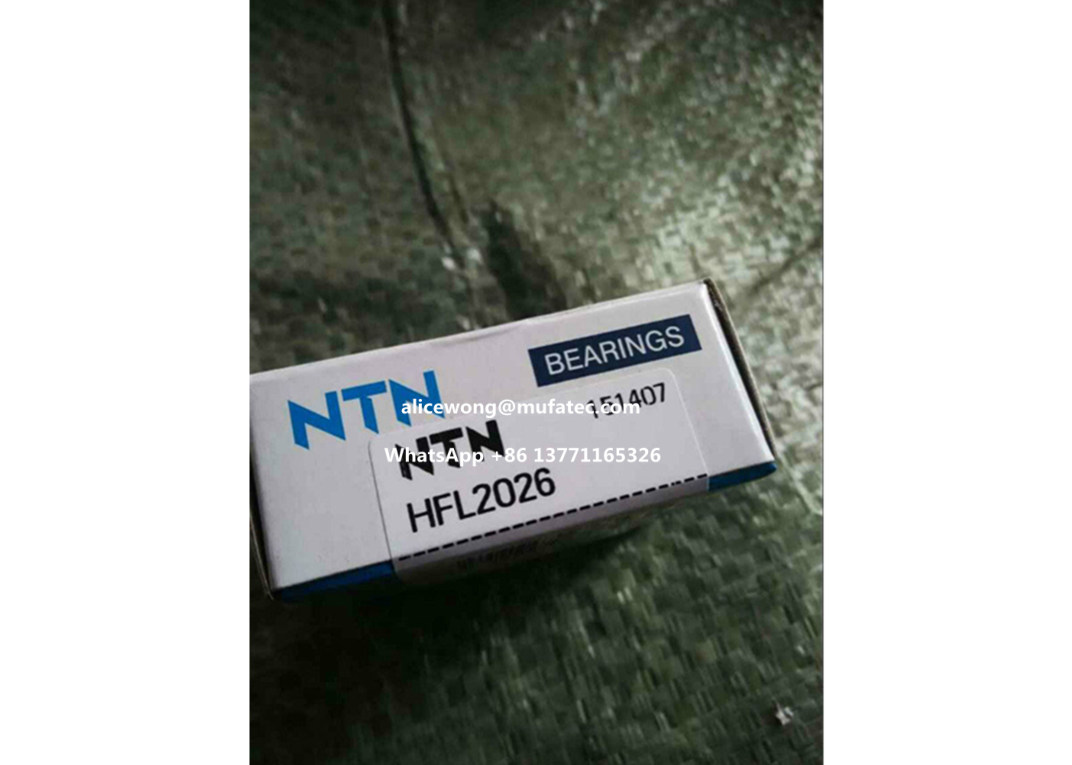 BEARINGS
NTN
151407
alicewong@mufatec.com
NTN
WhatsApp +86 13771165326
HFL2026